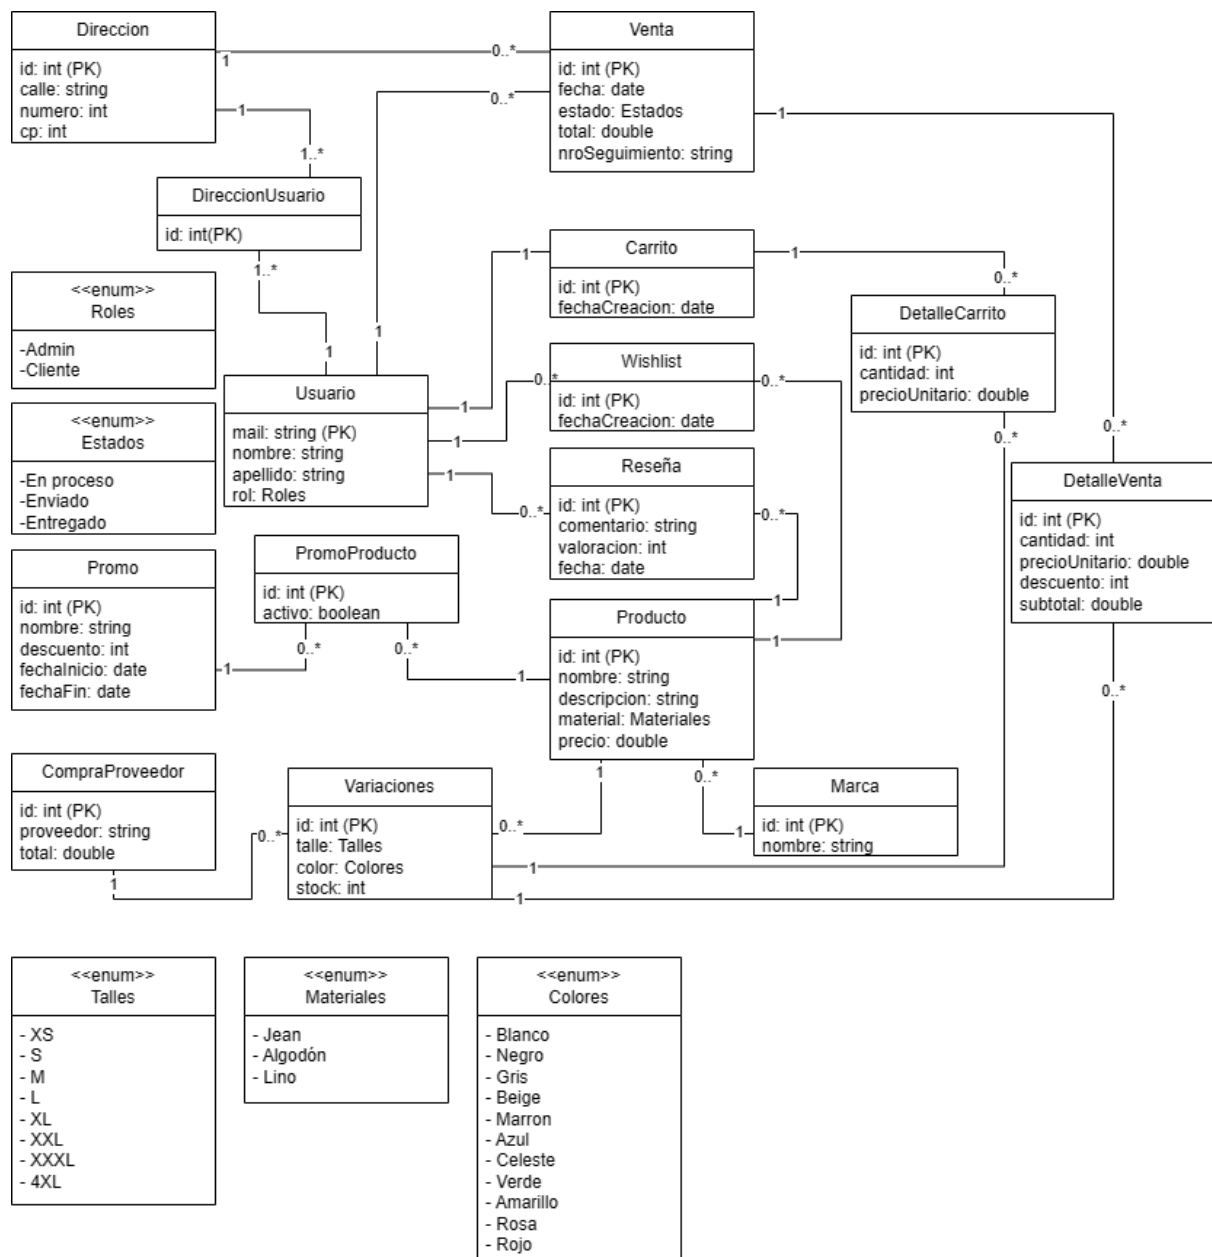 Direccion
id: int (PK)
calle: string
numero: int
cp: int
1
0..*
Venta
id: int (PK)
fecha: date
estado: Estados
total: double
nroSeguimiento: string
1
1..*
0..*
1
1
0..*
DireccionUsuario
id: int(PK)
1..*
1
<<enum>>
Roles
-Admin
-Cliente
Carrito
id: int (PK)
fechaCreacion: date
1
1
1
0..*
DetalleCarrito
id: int (PK)
cantidad: int
precioUnitario: double
0..*
1
Usuario
mail: string (PK)
nombre: string
apellido: string
rol: Roles
Wishlist
id: int (PK)
fechaCreacion: date
0..*
1
0..*
1
<<enum>>
Estados
-En proceso
-Enviado
-Entregado
Reseña
id: int (PK)
comentario: string
valoracion: int
fecha: date
1
0..*
0..*
1
DetalleVenta
id: int (PK)
cantidad: int
precioUnitario: double
descuento: int
subtotal: double
0..*
1
Promo
id: int (PK)
nombre: string
descuento: int
fechaInicio: date
fechaFin: date
1
0..*
PromoProducto
id: int (PK)
activo: boolean
0..*
1
Producto
id: int (PK)
nombre: string
descripcion: string
material: Materiales
precio: double
1
0..*
0..*
1
CompraProveedor
id: int (PK)
proveedor: string
total: double
1
0..*
Variaciones
id: int (PK)
talle: Talles
color: Colores
stock: int
Marca
id: int (PK)
nombre: string
<<enum>>
Talles
- XS
- S
- M
- L
- XL
- XXL
- XXXL
- 4XL
<<enum>>
Materiales
- Jean
- Algodón
- Lino
<<enum>>
Colores
- Blanco
- Negro
- Gris
- Beige
- Marron
- Azul
- Celeste
- Verde
- Amarillo
- Rosa
- Rojo